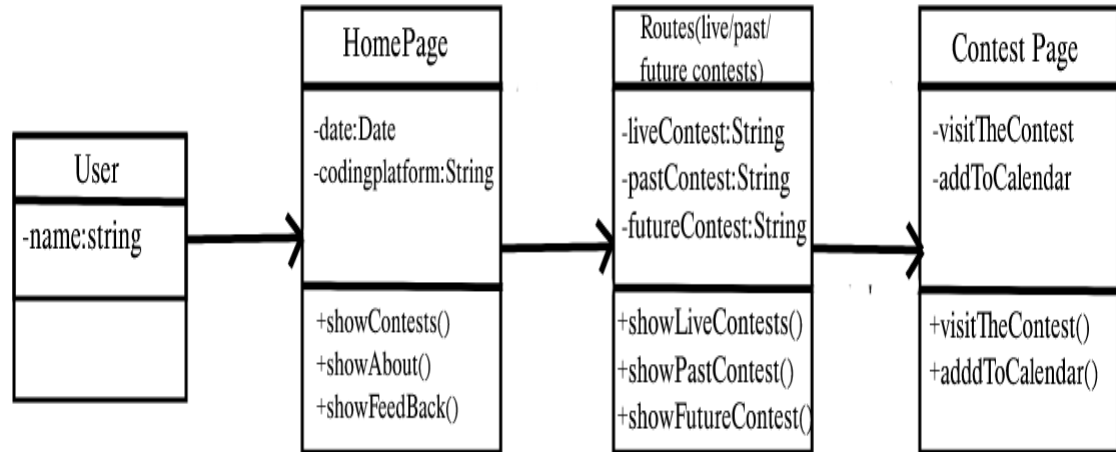 User
-name:string
HomePage
-date:Date
-codingplatform:String
+showContests()
+showAbout()
+showFeedBack()
Routes(live/past/
future contests)
-liveContest:String
-pastContest:String
-futureContest:String
+showLiveContests()
+showPastContest()
+showFutureContest()
Contest Page
-visitTheContest
-addToCalendar
+visitTheContest()
+adddToCalendar()